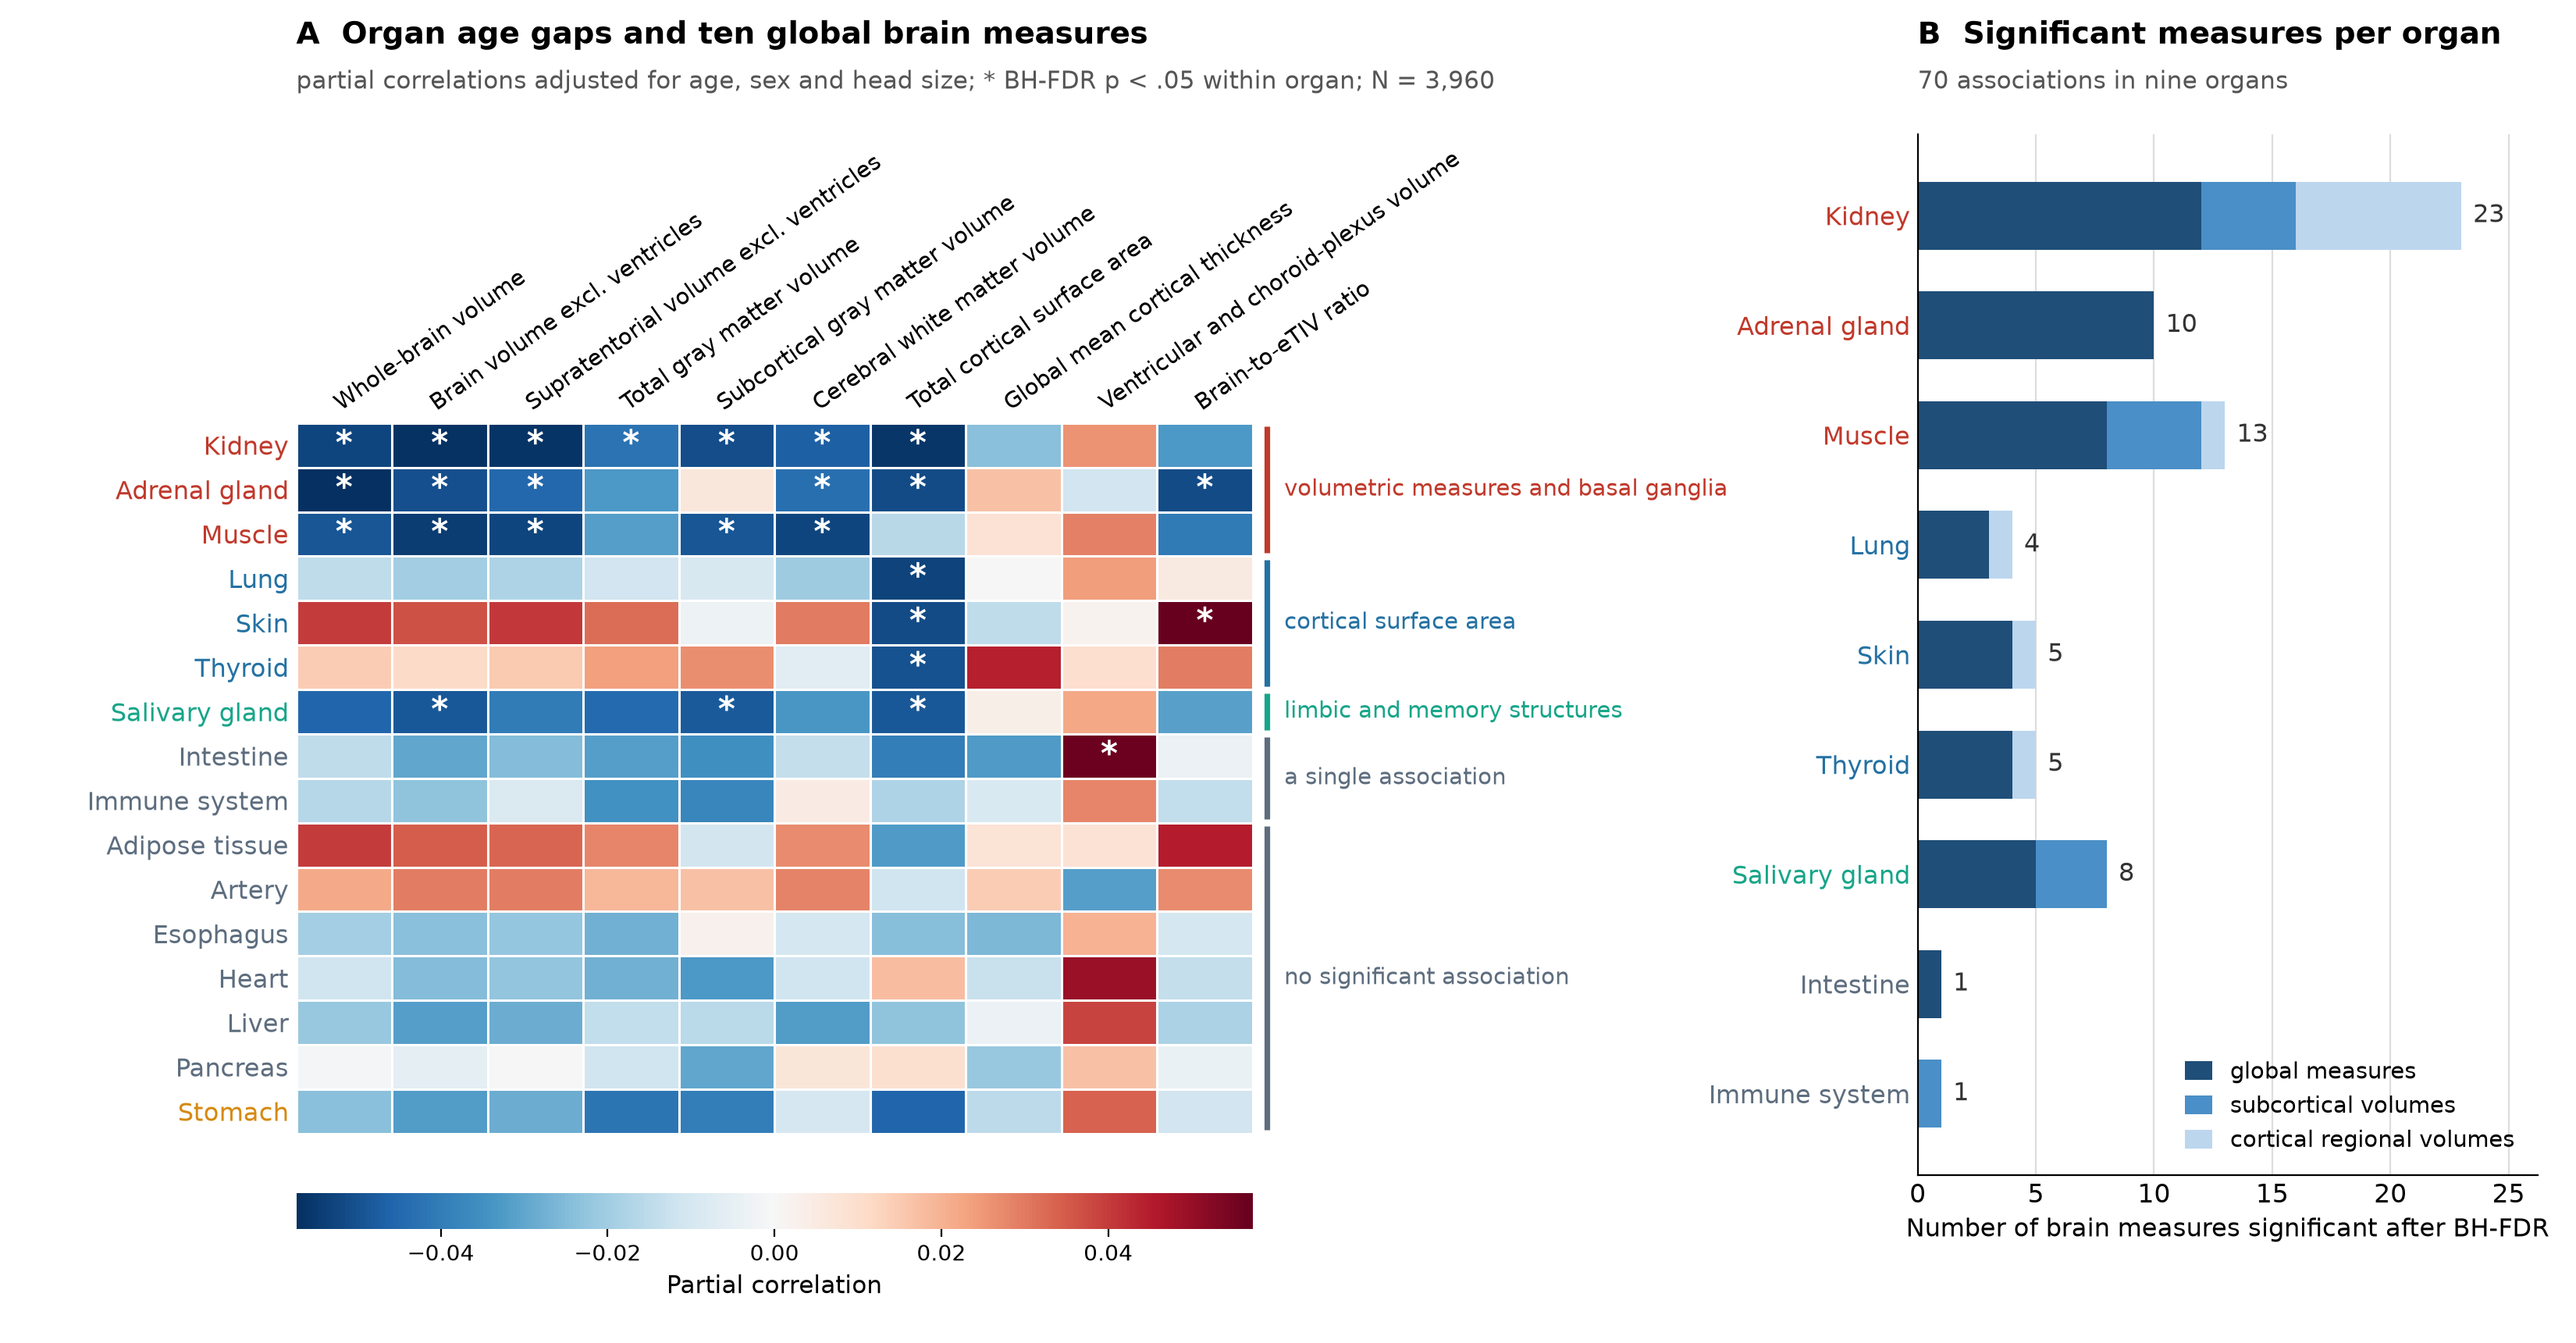 A Organ age gaps and ten global brain measures
partial correlations adjusted for age, sex and head size; * BH-FDR p < .05 within organ; N = 3,960
Whole-brain volume
Brain volume excl. ventricles
Supratentorial volume excl. ventricles
Total gray matter volume
Subcortical gray matter volume
Cerebral white matter volume
Total cortical surface area
Global mean cortical thickness
Ventricular and choroid-plexus volume
Brain-to-eTIV ratio
Kidney * * * * * * *
Adrenal gland * * * * * *
Muscle * * * * *
Lung *
Skin * *
Thyroid *
Salivary gland * * *
Intestine *
Immune system
Adipose tissue
Artery
Esophagus
Heart
Liver
Pancreas
Stomach
volumetric measures and basal ganglia
cortical surface area
limbic and memory structures
a single association
no significant association
−0.04 −0.02 0.00 0.02 0.04
Partial correlation
B Significant measures per organ
70 associations in nine organs
Kidney 23
Adrenal gland 10
Muscle 13
Lung 4
Skin 5
Thyroid 5
Salivary gland 8
Intestine 1
Immune system 1
global measures
subcortical volumes
cortical regional volumes
0 5 10 15 20 25
Number of brain measures significant after BH-FDR